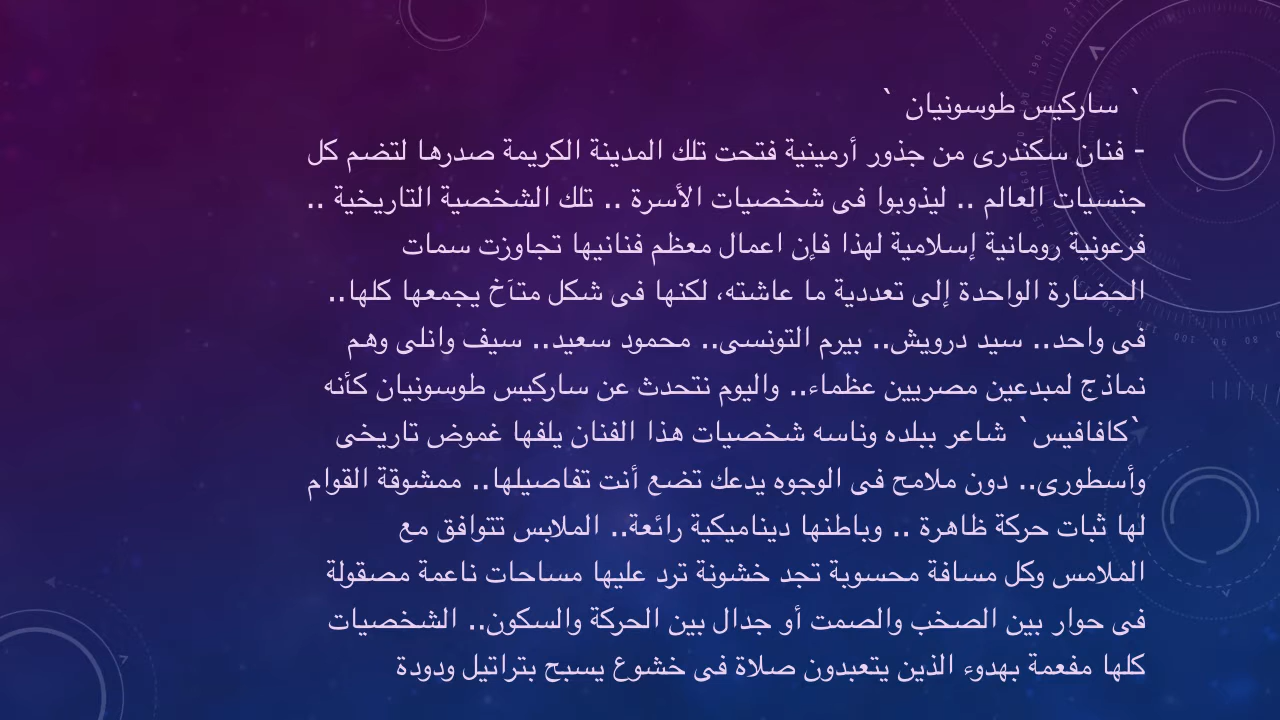 ` ساركيس طوسونيان `
- فنان سكندرى من جذور أرمينية فتحت تلك المدينة الكريمة صدرها لتضم كل
جنسيات العالم .. ليذوبوا فى شخصيات الأسرة .. تلك الشخصية التاريخية ..
فرعونية رومانية إسلامية لهذا فإن اعمال معظم فنانيها تجاوزت سمات
الحضارة الواحدة إلى تعددية ما عاشته، لكنها فى شكل متآخ يجمعها كلها..
فى واحد.. سيد درويش.. بيرم التونسى.. محمود سعيد.. سيف وانلى وهم
نماذج لمبدعين مصريين عظماء.. واليوم نتحدث عن ساركيس طوسونيان كأنه
`كافافيس` شاعر ببلده وناسه شخصيات هذا الفنان يلفها غموض تاريخى
وأسطورى.. دون ملامح فى الوجوه يدعك تضع أنت تفاصيلها.. ممشوقة القوام
لها ثبات حركة ظاهرة .. وباطنها ديناميكية رائعة.. الملابس تتوافق مع
الملامس وكل مسافة محسوبة تجد خشونة ترد عليها مساحات ناعمة مصقولة
فى حوار بين الصخب والصمت أو جدال بين الحركة والسكون.. الشخصيات
كلها مفعمة بهدوء الذين يتعبدون صلاة فى خشوع يسبح بتراتيل ودودة